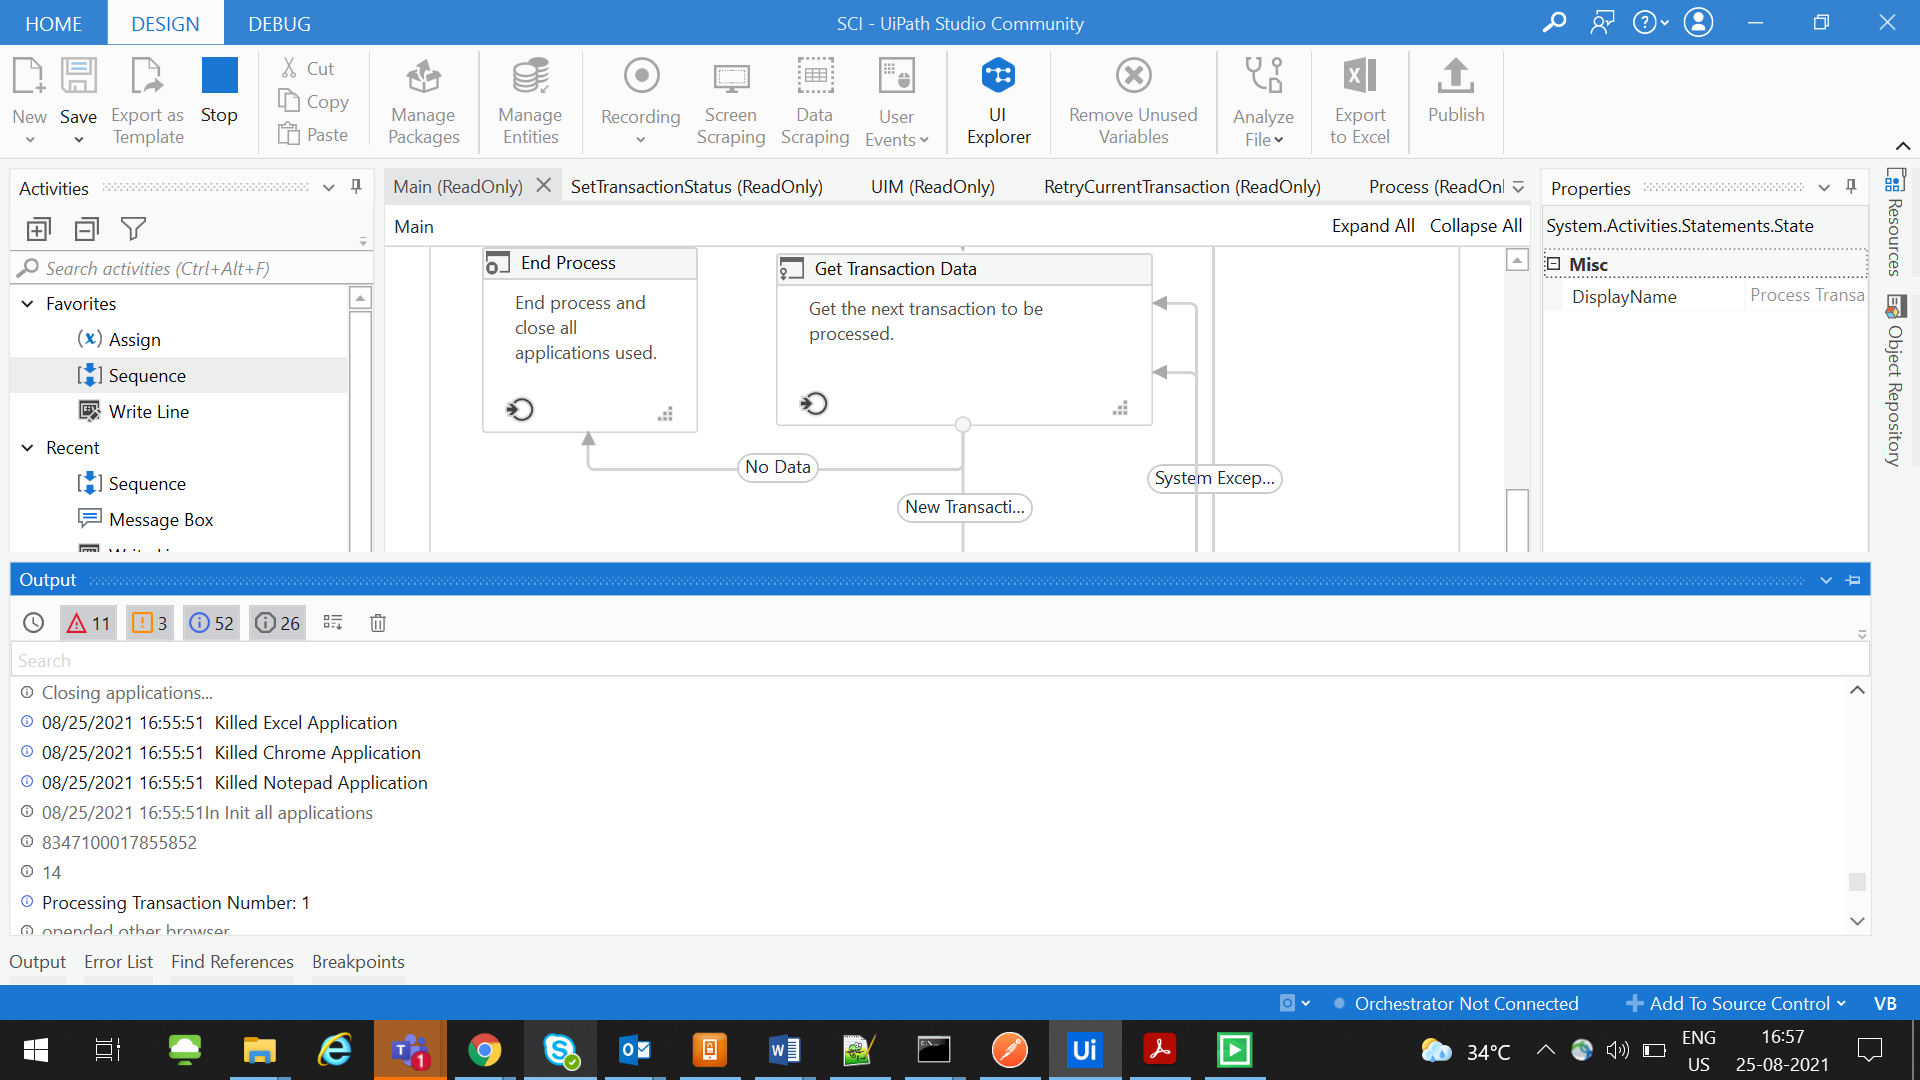 HOME DESIGN DEBUG SCI - UiPath Studio Community
New
Save
Export as Template
Stop
Cut
Copy
Paste
Manage Packages
Manage Entities
Recording
Screen Scraping
Data Scraping
User Events
UI Explorer
Remove Unused Variables
Analyze File
Export to Excel
Publish
Activities
Search activities (Ctrl+Alt+F)
Favorites
Assign
Sequence
Write Line
Recent
Sequence
Message Box
Main (ReadOnly) SetTransactionStatus (ReadOnly) UIM (ReadOnly) RetryCurrentTransaction (ReadOnly) Process (ReadOnl
Main Expand All Collapse All
End Process
End process and
close all
applications used.
Get Transaction Data
Get the next transaction to be
processed.
No Data
New Transacti...
System Excep...
Properties
System.Activities.Statements.State
Misc
DisplayName Process Transa
Resources
Object Repository
Output
11 3 52 26
Search
Closing applications...
08/25/2021 16:55:51 Killed Excel Application
08/25/2021 16:55:51 Killed Chrome Application
08/25/2021 16:55:51 Killed Notepad Application
08/25/2021 16:55:51In Init all applications
8347100017855852
14
Processing Transaction Number: 1
opended other browser
Output Error List Find References Breakpoints
Orchestrator Not Connected Add To Source Control VB
1
Ui
34°C
ENG
US
16:57
25-08-2021